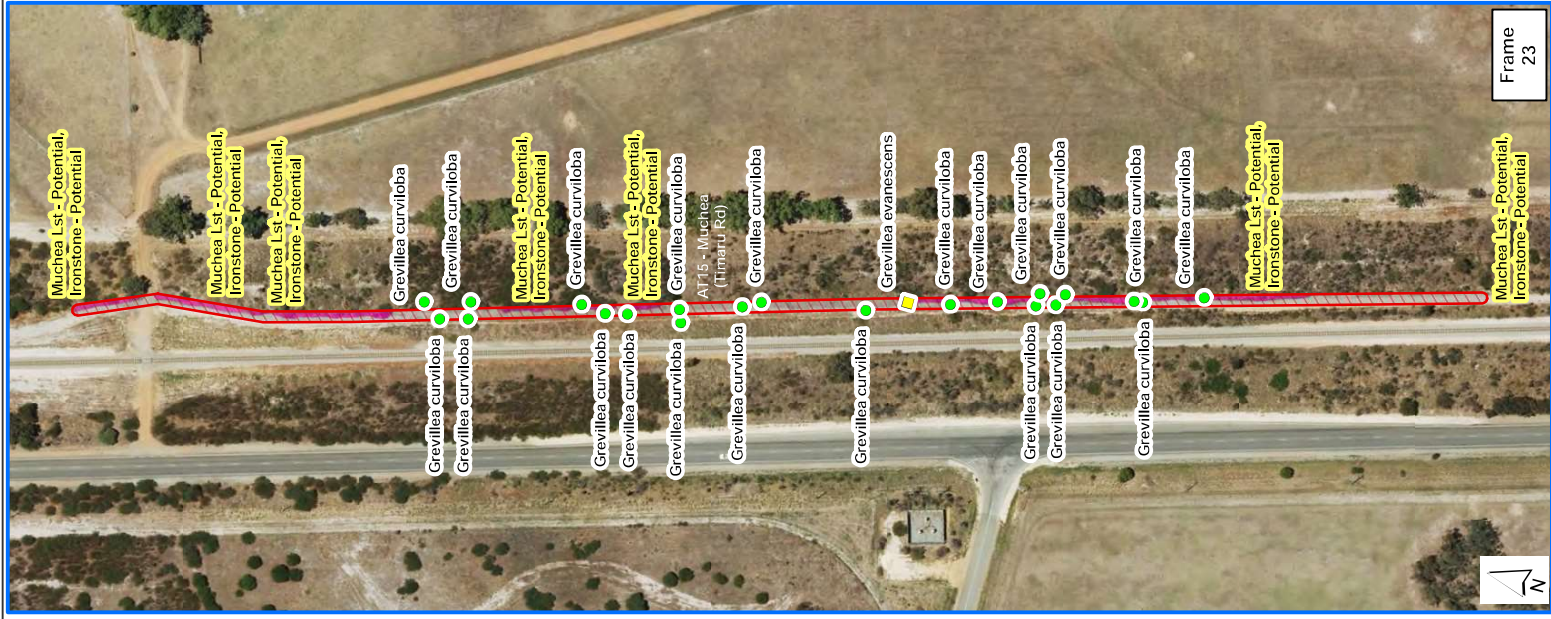 Muchea Lst - Potential,
Ironstone - Potential
Muchea Lst - Potential,
Ironstone - Potential
Muchea Lst - Potential,
Ironstone - Potential
Grevillea curviloba
Grevillea curviloba
Muchea Lst - Potential,
Ironstone - Potential
Grevillea curviloba
Muchea Lst - Potential,
Ironstone - Potential
Grevillea curviloba
AT15 - Muchea
(Timaru Rd)
Grevillea curviloba
Grevillea evanescens
Grevillea curviloba
Grevillea curviloba
Grevillea curviloba
Grevillea curviloba
Grevillea curviloba
Grevillea curviloba
Muchea Lst - Potential,
Ironstone - Potential
Muchea Lst - Potential,
Ironstone - Potential
Frame
23
Grevillea curviloba
Grevillea curviloba
Grevillea curviloba
Grevillea curviloba
Grevillea curviloba
Grevillea curviloba
Grevillea curviloba
Grevillea curviloba
Grevillea curviloba
Grevillea curviloba
N